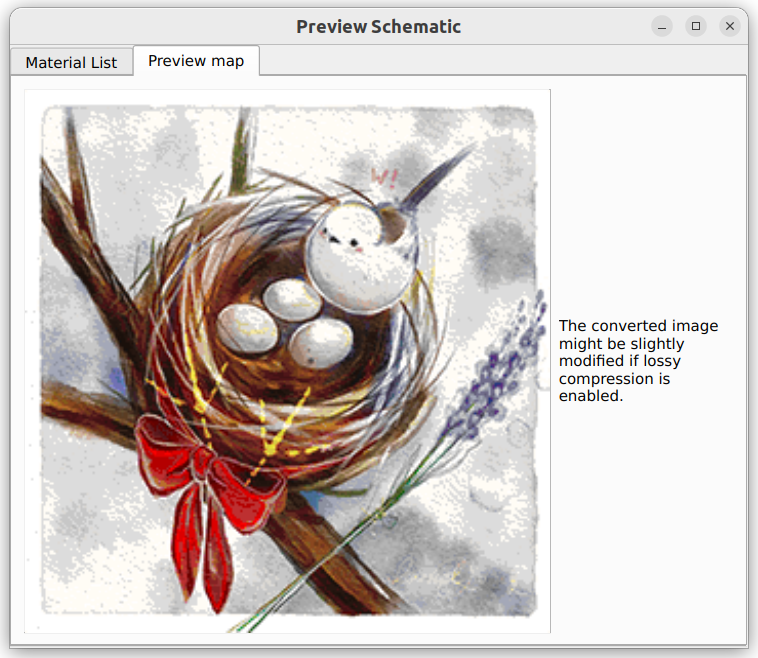 Preview Schematic
Material List
Preview map
W!
The converted image
might be slightly
modified if lossy
compression is
enabled.